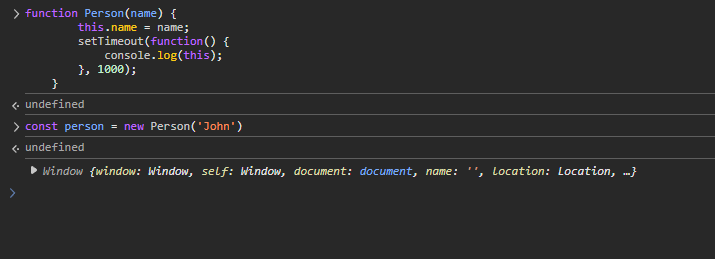 function Person(name) {
this.name = name;
setTimeout(function() {
console.log(this);
}, 1000);
}
undefined
const person = new Person('John')
undefined
Window {window: Window, self: Window, document: document, name: '', location: Location, …}